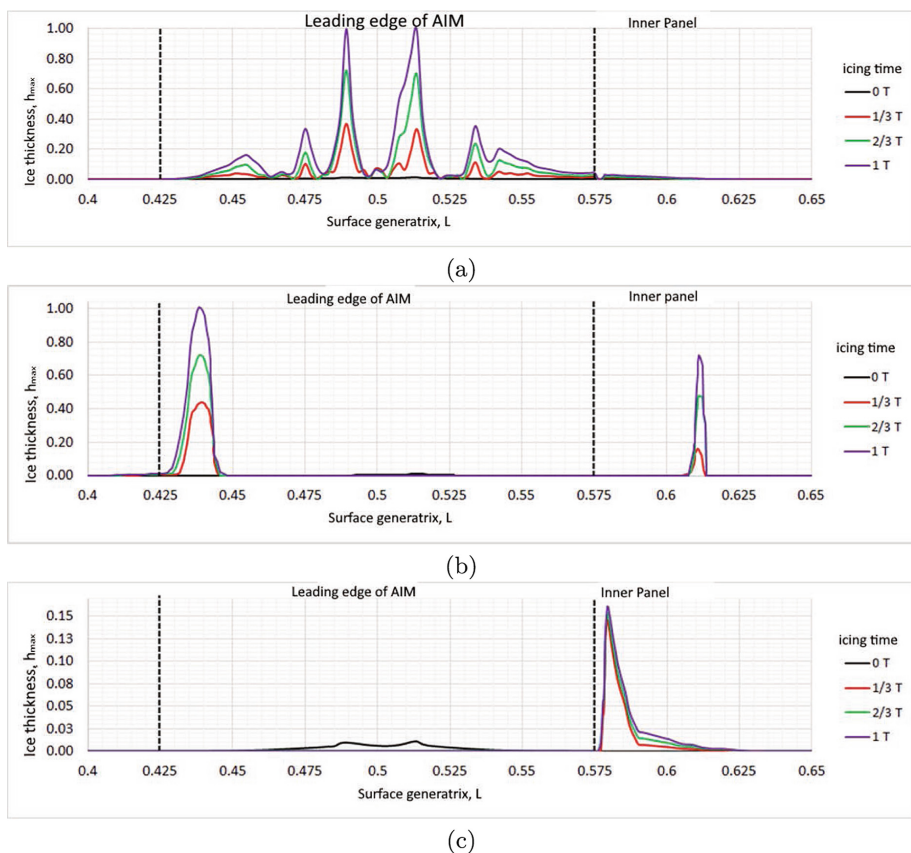 Leading edge of AIM
Inner Panel
1.00
0.80
0.60
0.40
0.20
0.00
Ice thickness, hmax
0.4 0.425 0.45 0.475 0.5 0.525 0.55 0.575 0.6 0.625 0.65
Surface generatrix, L
icing time
0 T
1/3 T
2/3 T
1 T
(a)
Leading edge of AIM
Inner panel
1.00
0.80
0.60
0.40
0.20
0.00
Ice thickness, hmax
0.4 0.425 0.45 0.475 0.5 0.525 0.55 0.575 0.6 0.625 0.65
Surface generatrix, L
icing time
0 T
1/3 T
2/3 T
1 T
(b)
Leading edge of AIM
Inner Panel
0.15
0.13
0.10
0.08
0.05
0.03
0.00
Ice thickness, hmax
0.4 0.425 0.45 0.475 0.5 0.525 0.55 0.575 0.6 0.625 0.65
Surface generatrix, L
icing time
0 T
1/3 T
2/3 T
1 T
(c)